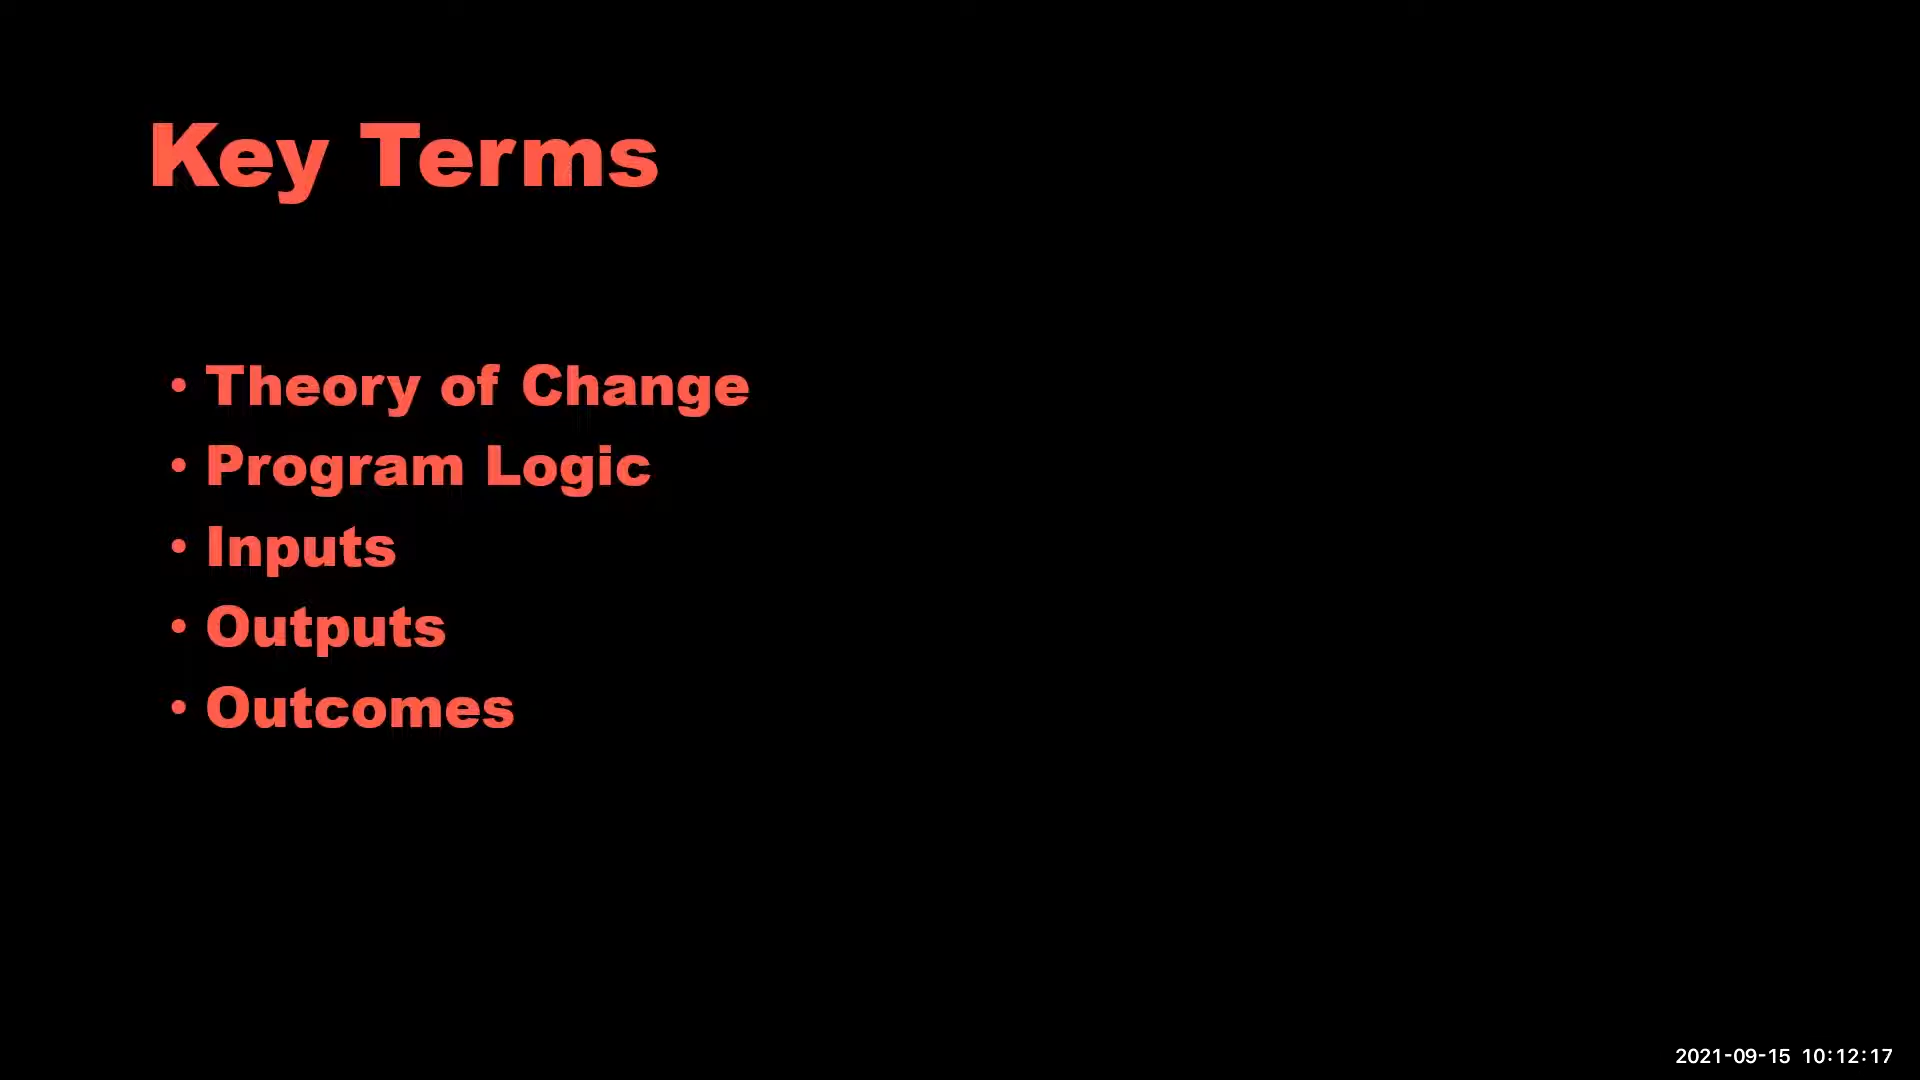 Key Terms
• Theory of Change
• Program Logic
• Inputs
• Outputs
• Outcomes
2021-09-15 10:12:17